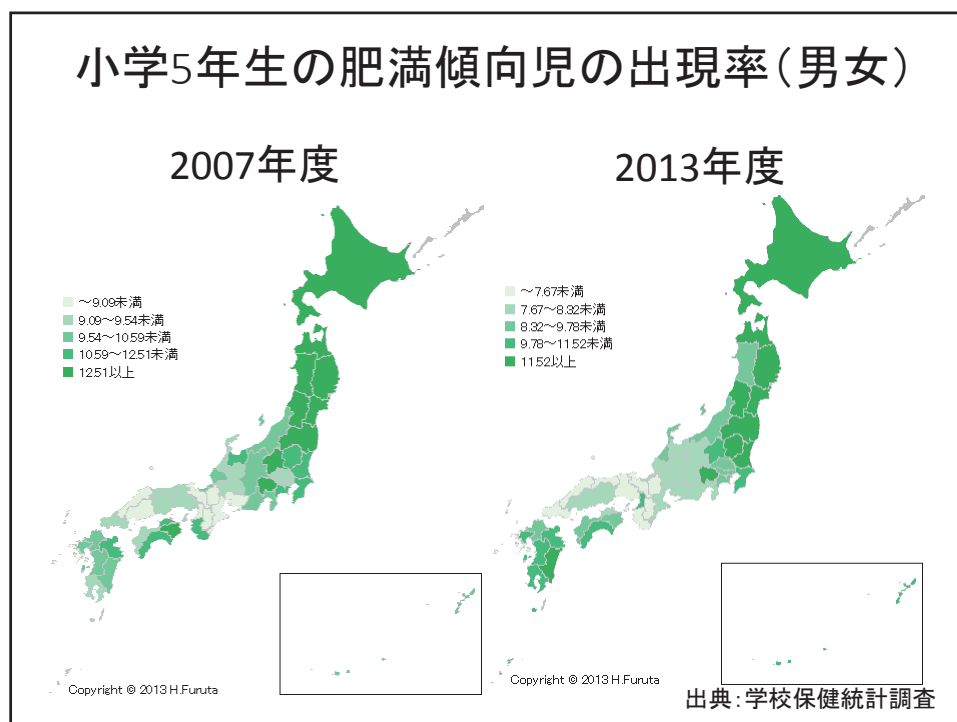 小学5年生の肥満傾向児の出現率（男女）
2007年度
2013年度
～9.09未満
9.09～9.54未満
9.54～10.59未満
10.59～12.51未満
12.51以上
～7.67未満
7.67～8.32未満
8.32～9.78未満
9.78～11.52未満
11.52以上
Copyright © 2013 H.Furuta
Copyright © 2013 H.Furuta
出典：学校保健統計調査